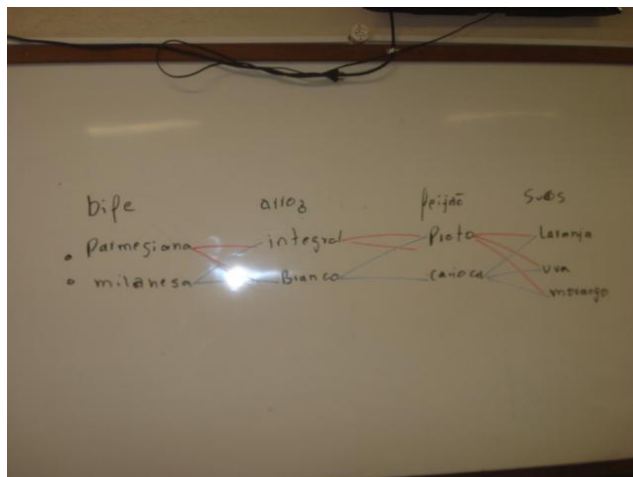 bife arroz feijão Sucos
Parmesiana integral Preto Laranja
milanesa Branco carioca uva
morango